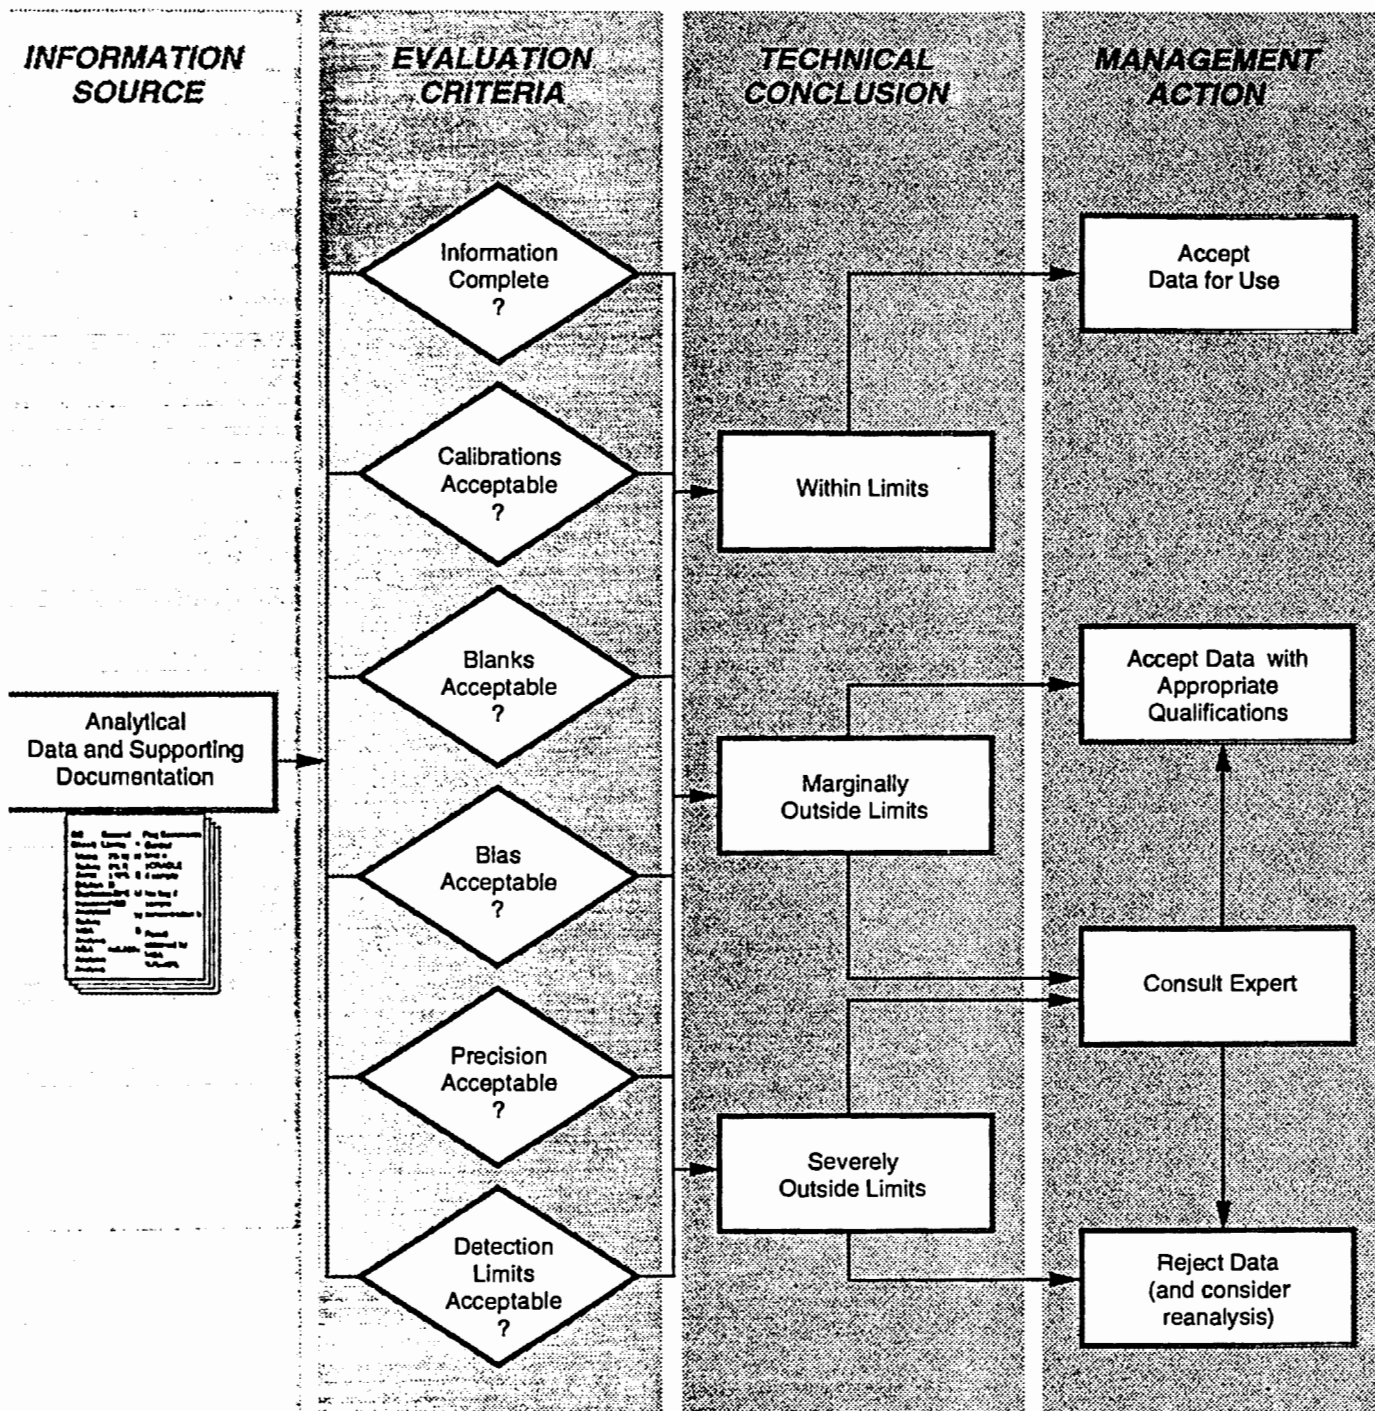 INFORMATION
SOURCE
EVALUATION
CRITERIA
TECHNICAL
CONCLUSION
MANAGEMENT
ACTION
Information
Complete
?
Accept
Data for Use
Calibrations
Acceptable
?
Within Limits
Blanks
Acceptable
?
Accept Data with
Appropriate
Qualifications
Analytical
Data and Supporting
Documentation
Marginally
Outside Limits
Bias
Acceptable
?
Consult Expert
Precision
Acceptable
?
Severely
Outside Limits
Detection
Limits
Acceptable
?
Reject Data
(and consider
reanalysis)